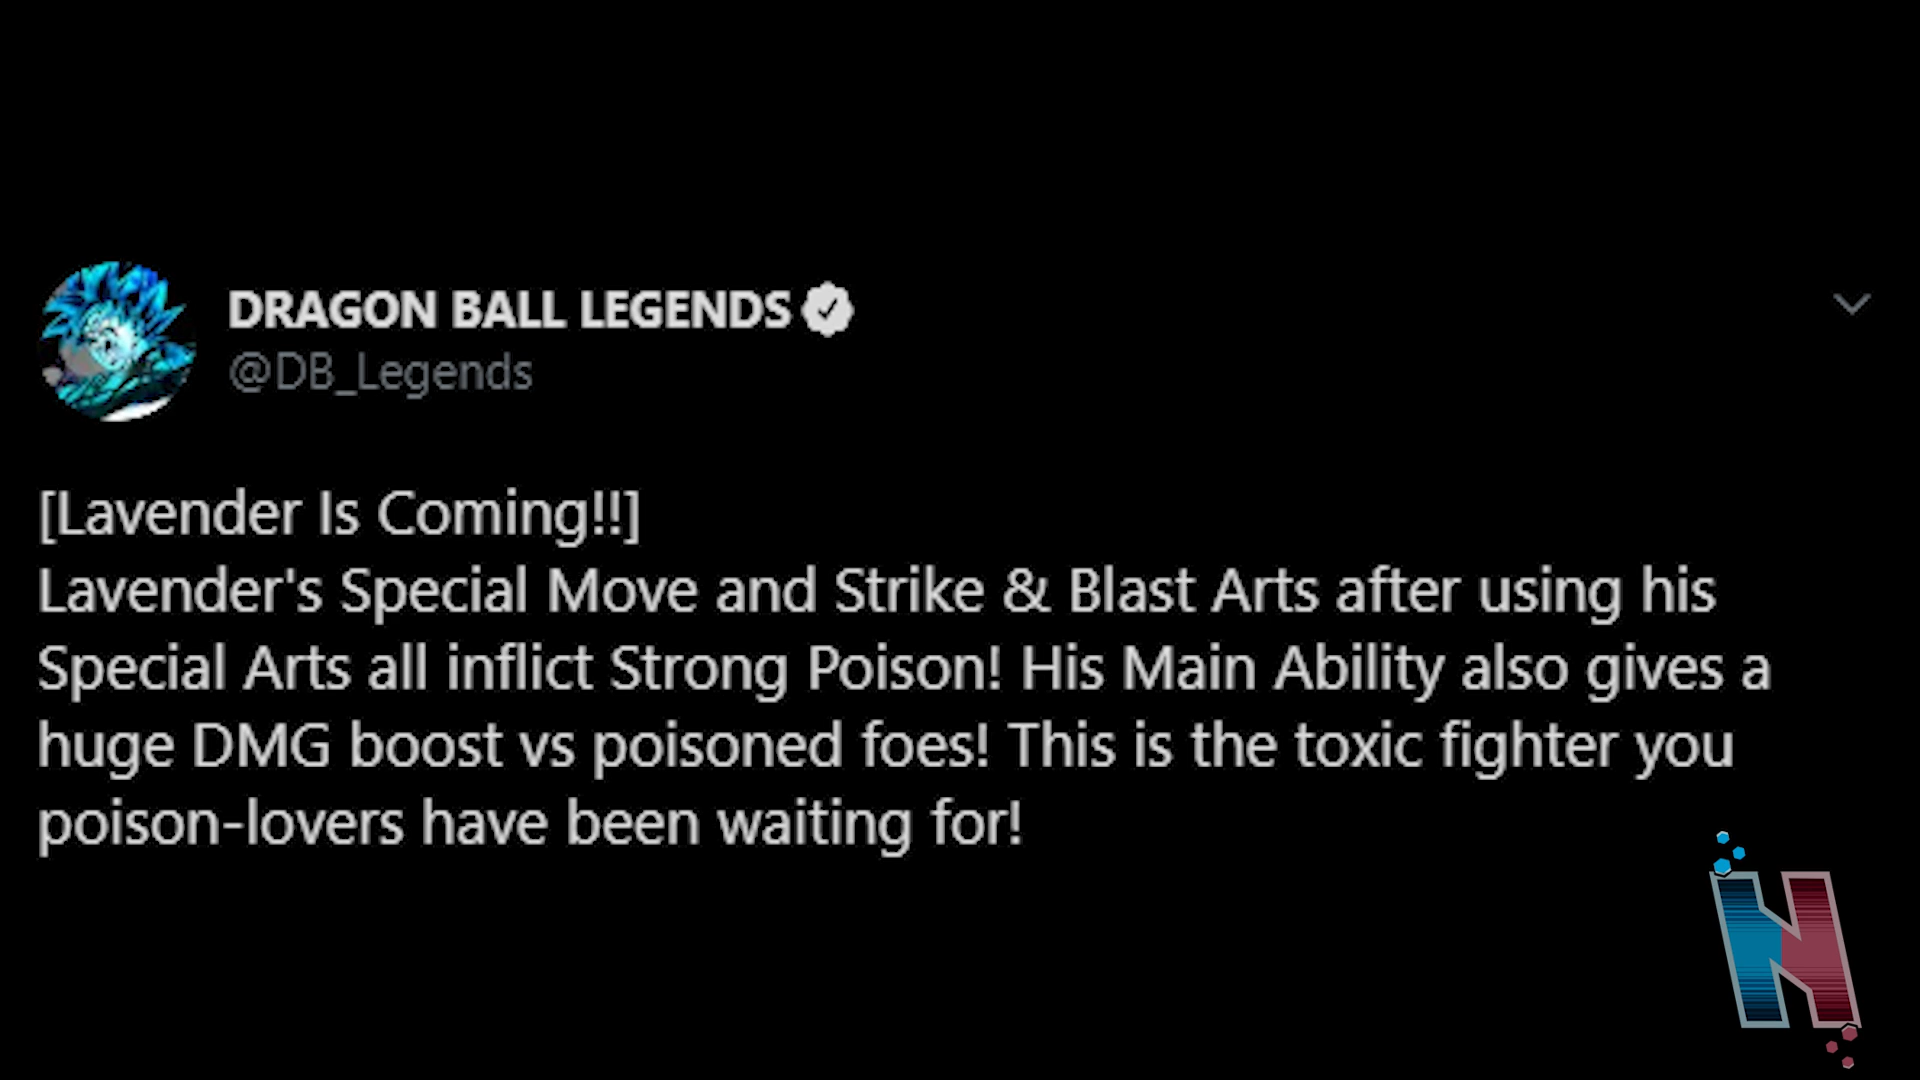 DRAGON BALL LEGENDS
@DB_Legends
[Lavender Is Coming!!]
Lavender's Special Move and Strike & Blast Arts after using his
Special Arts all inflict Strong Poison! His Main Ability also gives a
huge DMG boost vs poisoned foes! This is the toxic fighter you
poison-lovers have been waiting for!
H